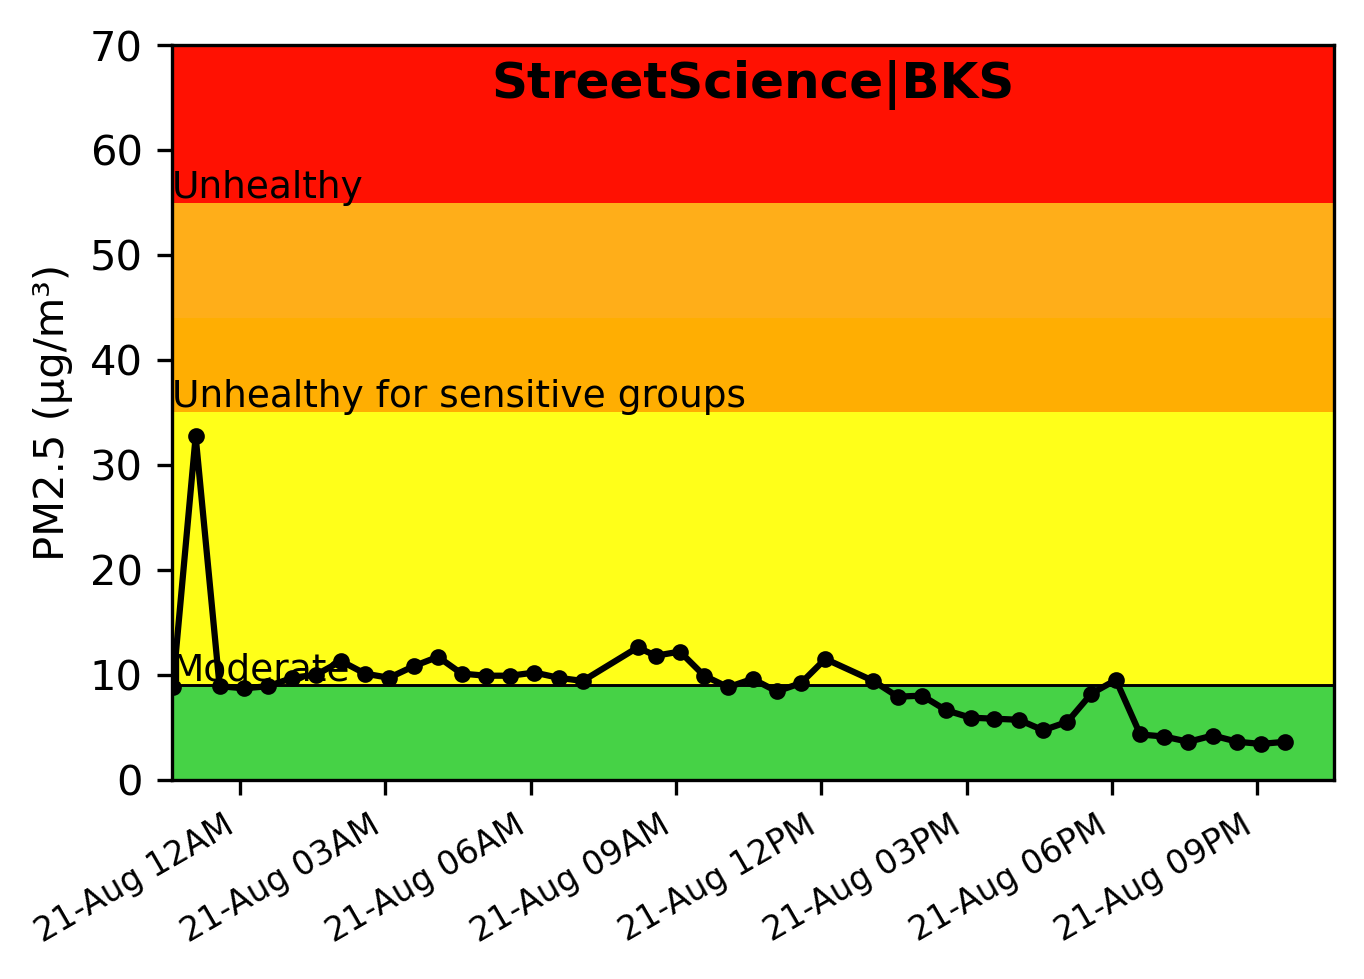 StreetScience|BKS
PM2.5 (µg/m³)
70
60
50
40
30
20
10
0
Unhealthy
Unhealthy for sensitive groups
Moderate
21-Aug 12AM
21-Aug 03AM
21-Aug 06AM
21-Aug 09AM
21-Aug 12PM
21-Aug 03PM
21-Aug 06PM
21-Aug 09PM